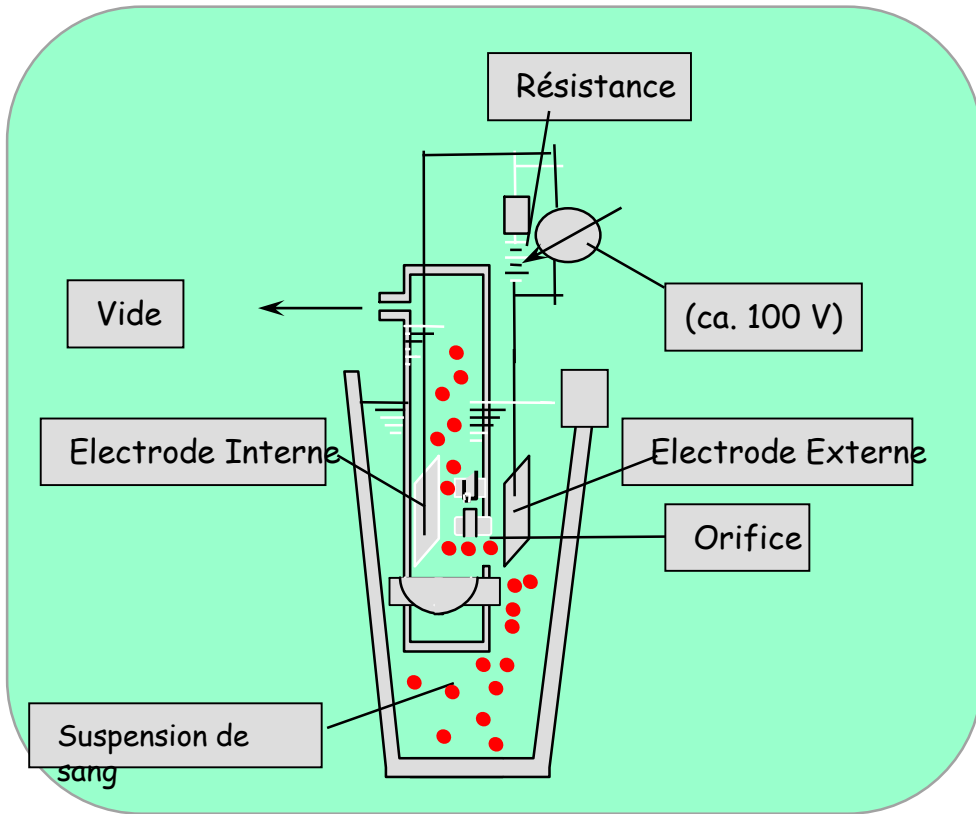 Résistance
Vide
(ca. 100 V)
Electrode Interne
Electrode Externe
Orifice
Suspension de
sang